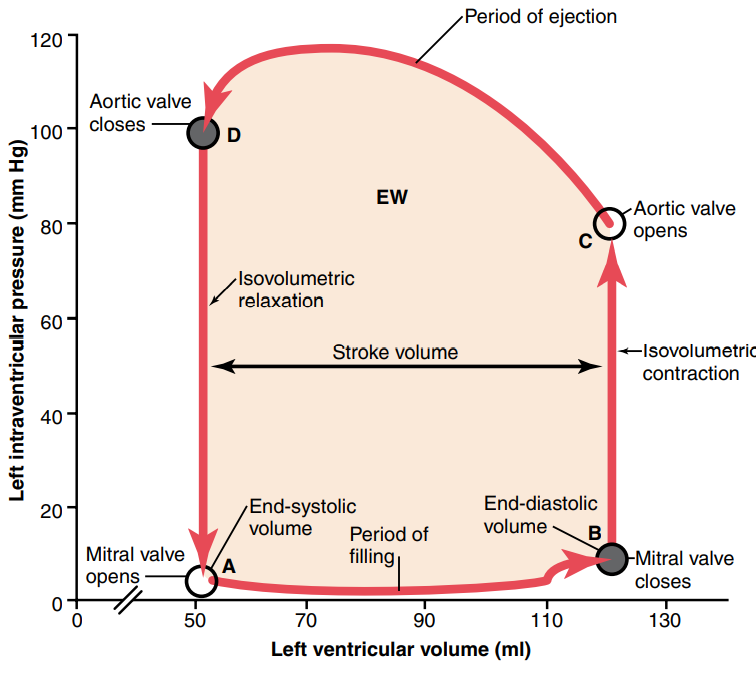 Period of ejection
120
Aortic valve
closes
D
100
EW
Aortic valve
opens
C
80
Isovolumetric
relaxation
60
Stroke volume
Isovolumetric
contraction
40
End-systolic
volume
End-diastolic
volume
20
Period of
filling
B
Mitral valve
opens
A
Mitral valve
closes
0
0
50
70
90
110
130
Left ventricular volume (ml)
Left intraventricular pressure (mm Hg)